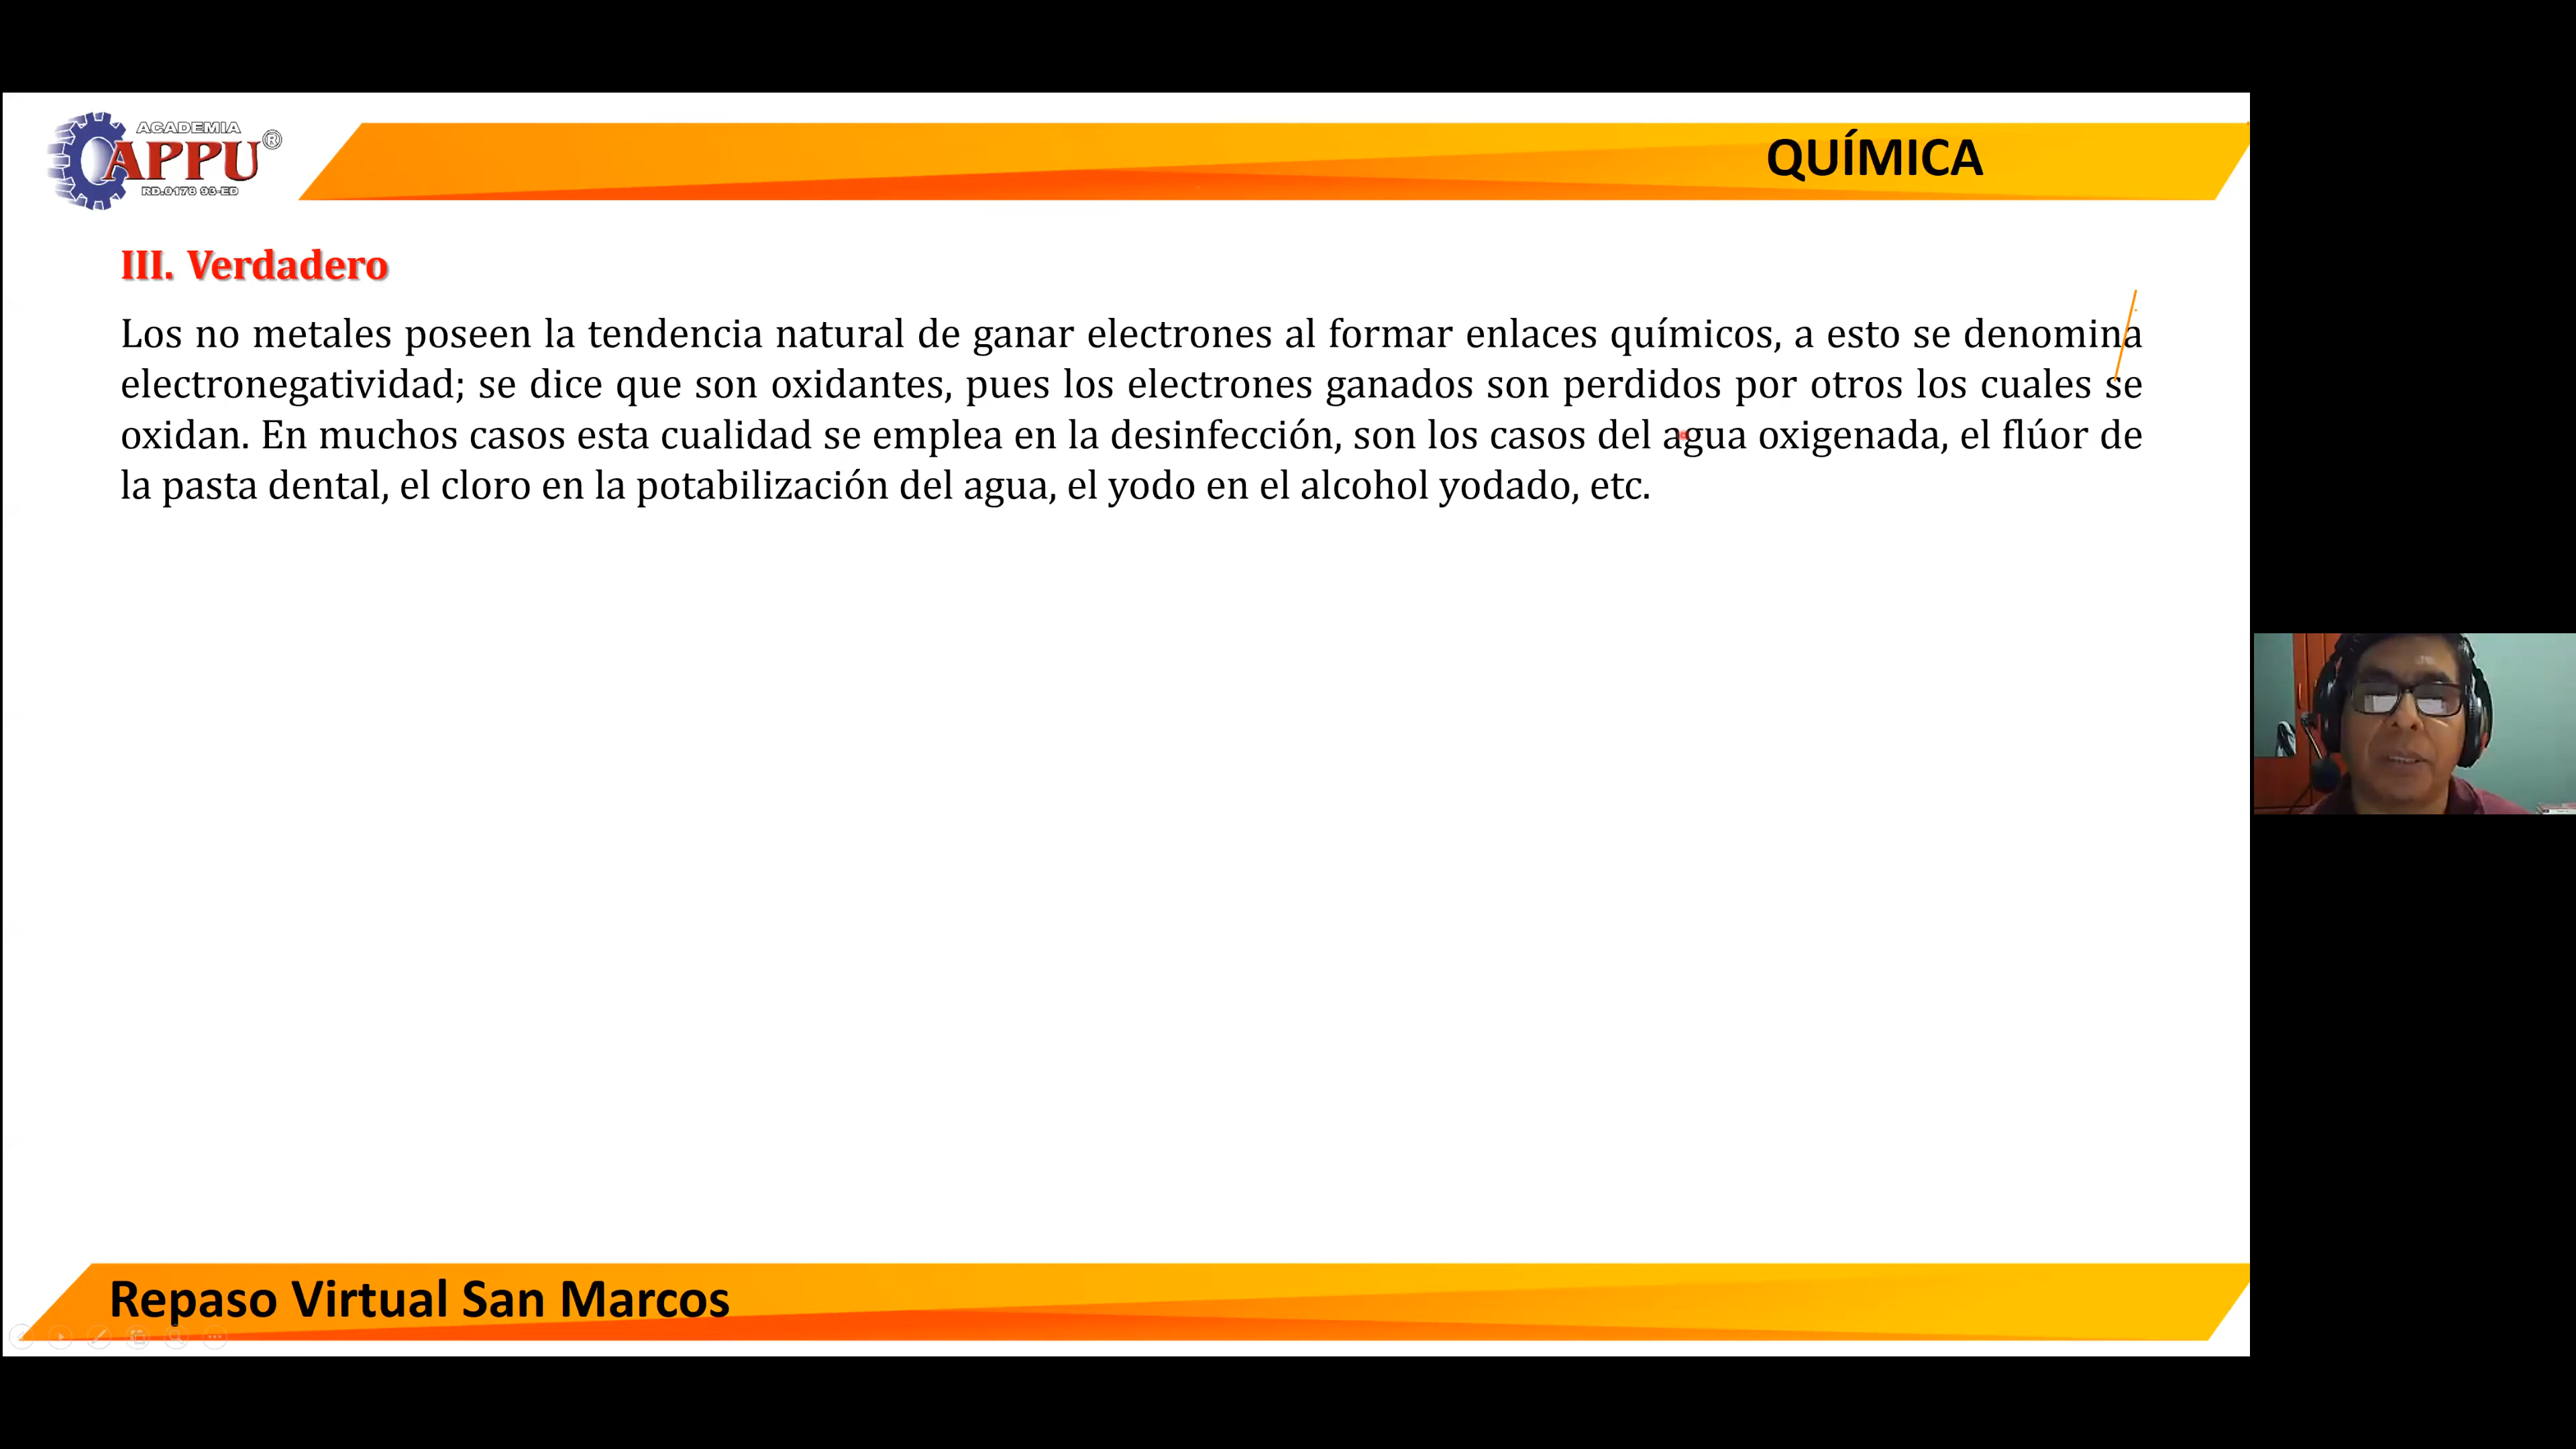 ACADEMIA
APPU®
RD.0178 93-ED
QUÍMICA
III. Verdadero
Los no metales poseen la tendencia natural de ganar electrones al formar enlaces químicos, a esto se denomina
electronegatividad; se dice que son oxidantes, pues los electrones ganados son perdidos por otros los cuales se
oxidan. En muchos casos esta cualidad se emplea en la desinfección, son los casos del agua oxigenada, el flúor de
la pasta dental, el cloro en la potabilización del agua, el yodo en el alcohol yodado, etc.
Repaso Virtual San Marcos